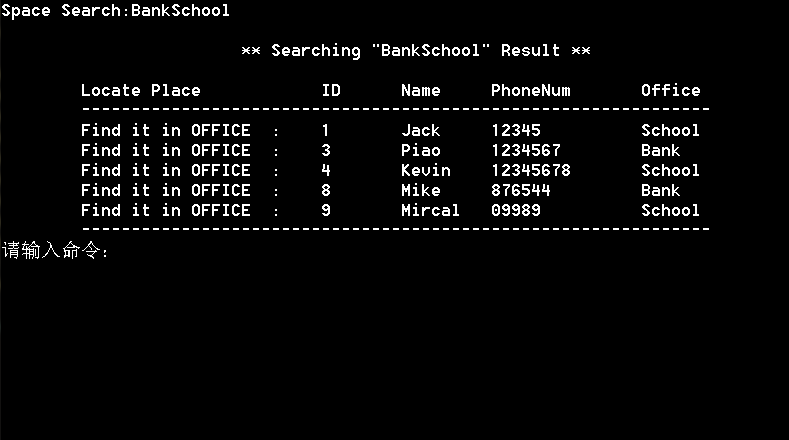 Space Search:BankSchool
** Searching "BankSchool" Result **
Locate Place ID Name PhoneNum Office
---------------------------------------------------------------
Find it in OFFICE : 1 Jack 12345 School
Find it in OFFICE : 3 Piao 1234567 Bank
Find it in OFFICE : 4 Kevin 12345678 School
Find it in OFFICE : 8 Mike 876544 Bank
Find it in OFFICE : 9 Mircal 09989 School
---------------------------------------------------------------
请输入命令: